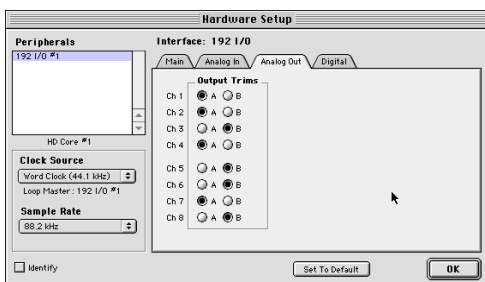 Hardware Setup
Peripherals
192 I/O #1
HD Core #1
Clock Source
Word Clock (44.1 kHz)
Loop Master : 192 I/O #1
Sample Rate
88.2 kHz
Identify
Interface: 192 I/O
Main
Analog In
Analog Out
Digital
Output Trims
Ch 1 A B
Ch 2 A B
Ch 3 A B
Ch 4 A B
Ch 5 A B
Ch 6 A B
Ch 7 A B
Ch 8 A B
Set To Default
OK